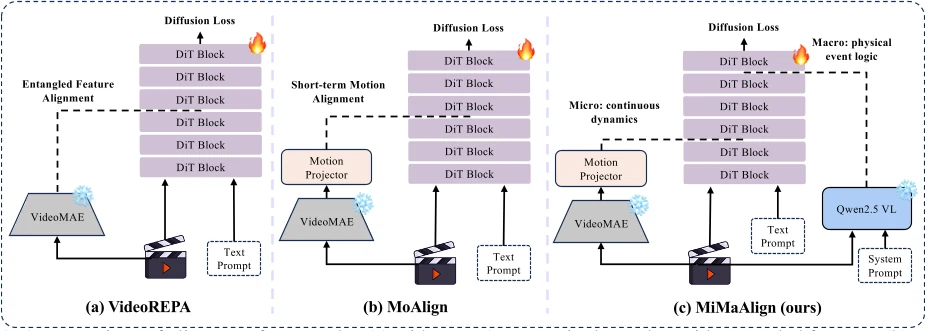 Diffusion Loss
DiT Block
DiT Block
DiT Block
DiT Block
DiT Block
DiT Block
Entangled Feature
Alignment
VideoMAE
Text
Prompt
(a) VideoREPA
Diffusion Loss
DiT Block
DiT Block
DiT Block
DiT Block
DiT Block
DiT Block
Short-term Motion
Alignment
Motion
Projector
VideoMAE
Text
Prompt
(b) MoAlign
Diffusion Loss
DiT Block
DiT Block
DiT Block
DiT Block
DiT Block
DiT Block
Macro: physical
event logic
Micro: continuous
dynamics
Motion
Projector
VideoMAE
Text
Prompt
Qwen2.5 VL
System
Prompt
(c) MiMaAlign (ours)